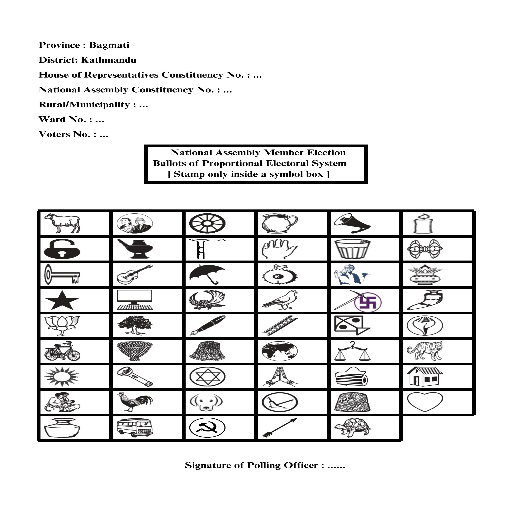 Province : Bagmati
District: Kathmandu
House of Representatives Constituency No. : ...
National Assembly Constituency No. : ...
Rural/Municipality : ...
Ward No. : ...
Voters No. : ...
National Assembly Member Election
Ballots of Proportional Electoral System
[ Stamp only inside a symbol box ]
Signature of Polling Officer : ......